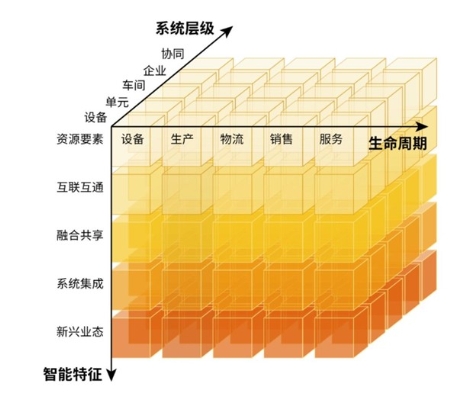 系统层级
协同
企业
车间
单元
设备
资源要素
设备 生产 物流 销售 服务
生命周期
互联互通
融合共享
系统集成
新兴业态
智能特征